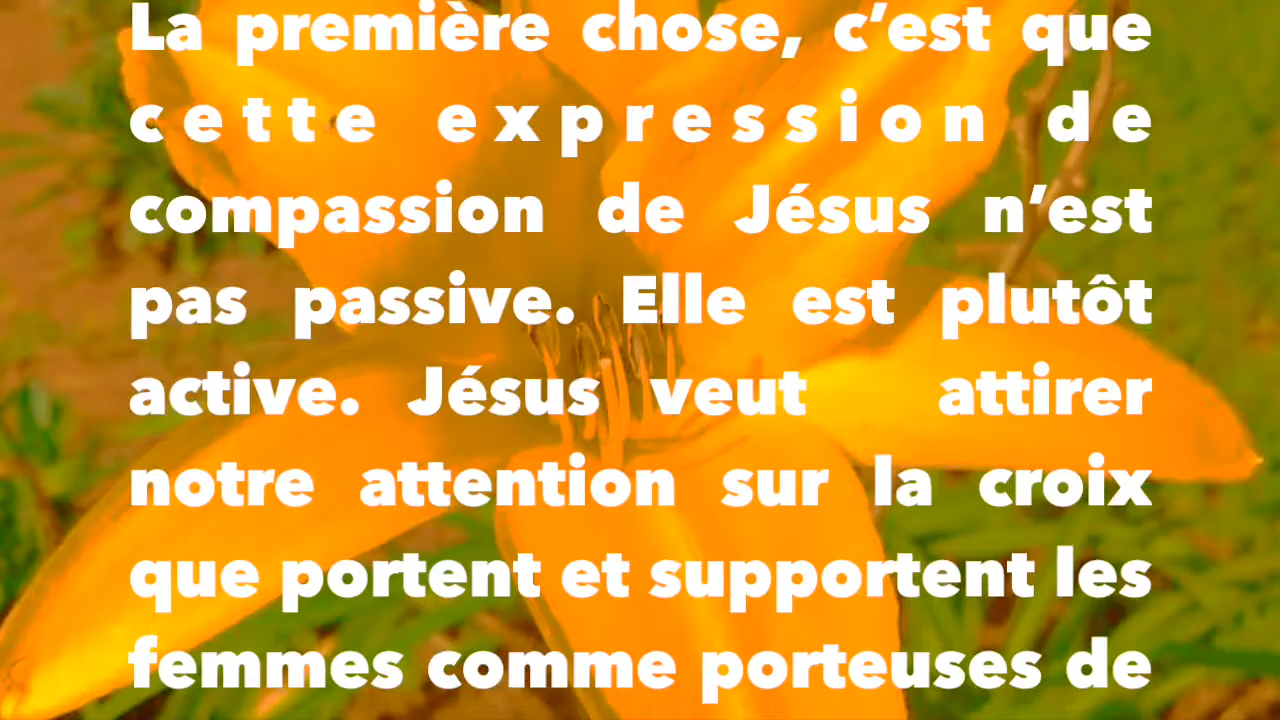 La première chose, c’est que
cette expression de
compassion de Jésus n’est
pas passive. Elle est plutôt
active. Jésus veut attirer
notre attention sur la croix
que portent et supportent les
femmes comme porteuses de